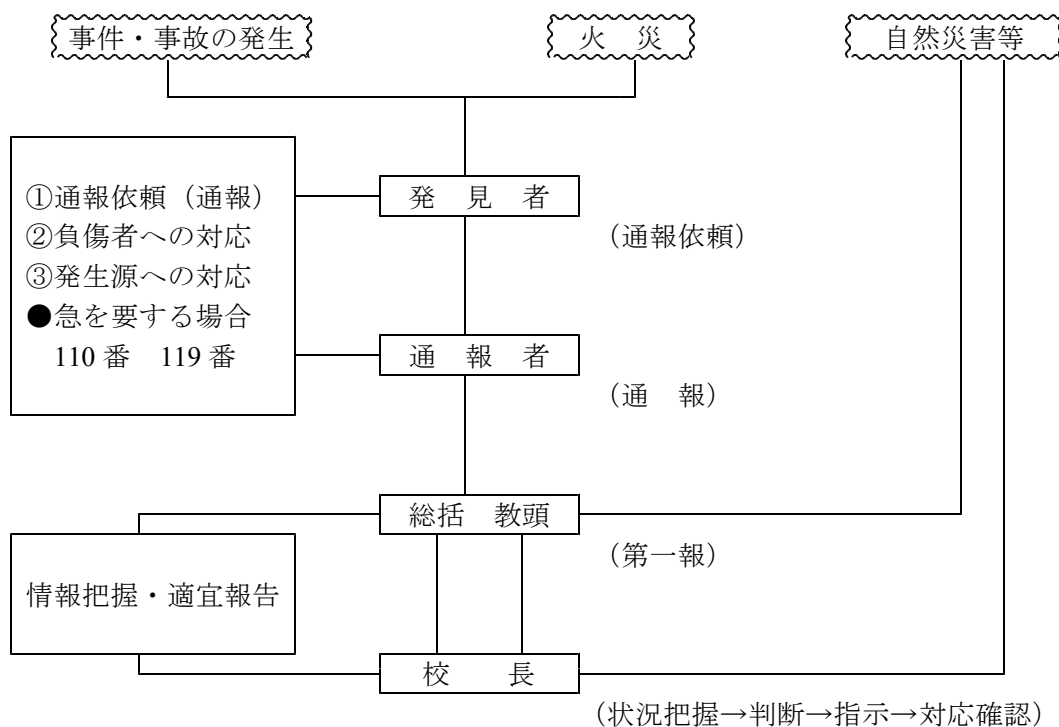 事件・事故の発生
火 災
自然災害等
①通報依頼（通報）
②負傷者への対応
③発生源への対応
●急を要する場合
110 番 119 番
発 見 者
（通報依頼）
通 報 者
（通 報）
総括 教頭
（第一報）
情報把握・適宜報告
校 長
（状況把握→判断→指示→対応確認）